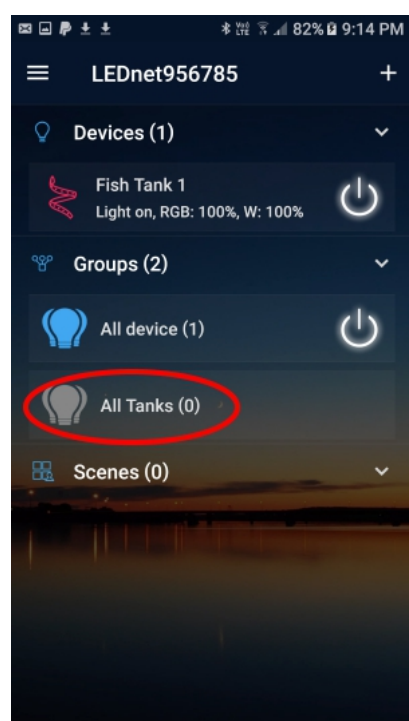 82% 9:14 PM
LEDnet956785
Devices (1)
Fish Tank 1
Light on, RGB: 100%, W: 100%
Groups (2)
All device (1)
All Tanks (0)
Scenes (0)